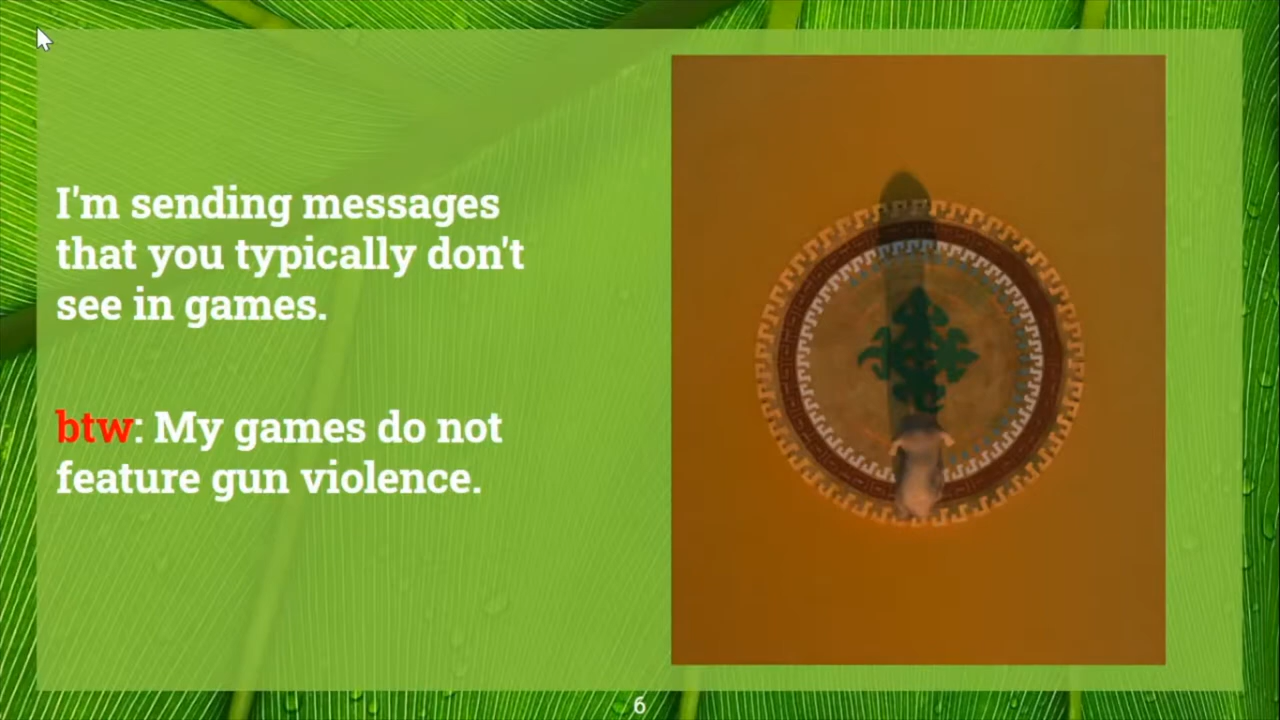 I'm sending messages
that you typically don't
see in games.
btw: My games do not
feature gun violence.
6